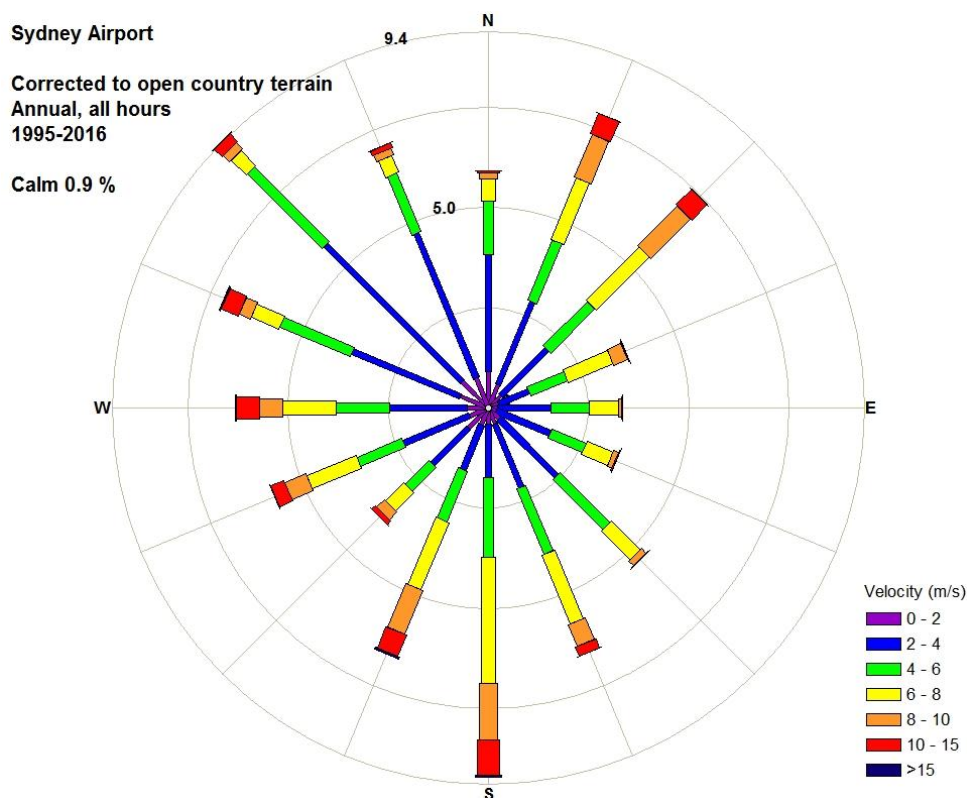 Sydney Airport
Corrected to open country terrain
Annual, all hours
1995-2016
Calm 0.9 %
N
9.4
5.0
W
E
S
Velocity (m/s)
0 - 2
2 - 4
4 - 6
6 - 8
8 - 10
10 - 15
>15